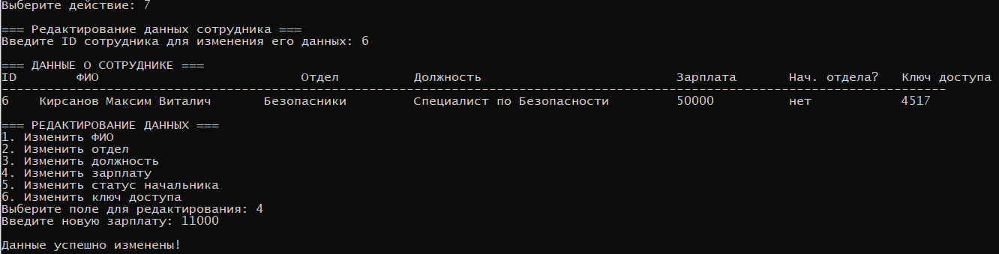 Выберите действие: 7
=== Редактирование данных сотрудника ===
Введите ID сотрудника для изменения его данных: 6
=== ДАННЫЕ О СОТРУДНИКЕ ===
ID ФИО Отдел Должность Зарплата Нач. отдела? Ключ доступа
------------------------------------------------------------------------------------------------------------------------------
6 Кирсанов Максим Виталич Безопасники Специалист по Безопасности 50000 нет 4517
=== РЕДАКТИРОВАНИЕ ДАННЫХ ===
1. Изменить ФИО
2. Изменить отдел
3. Изменить должность
4. Изменить зарплату
5. Изменить статус начальника
6. Изменить ключ доступа
Выберите поле для редактирования: 4
Введите новую зарплату: 11000
Данные успешно изменены!